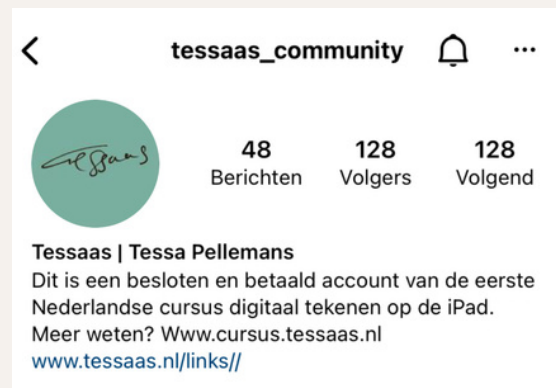 tessaas_community
Tessaas
48 128 128
Berichten Volgers Volgend
Tessaas | Tessa Pellemans
Dit is een besloten en betaald account van de eerste
Nederlandse cursus digitaal tekenen op de iPad.
Meer weten? Www.cursus.tessaas.nl
www.tessaas.nl/links//